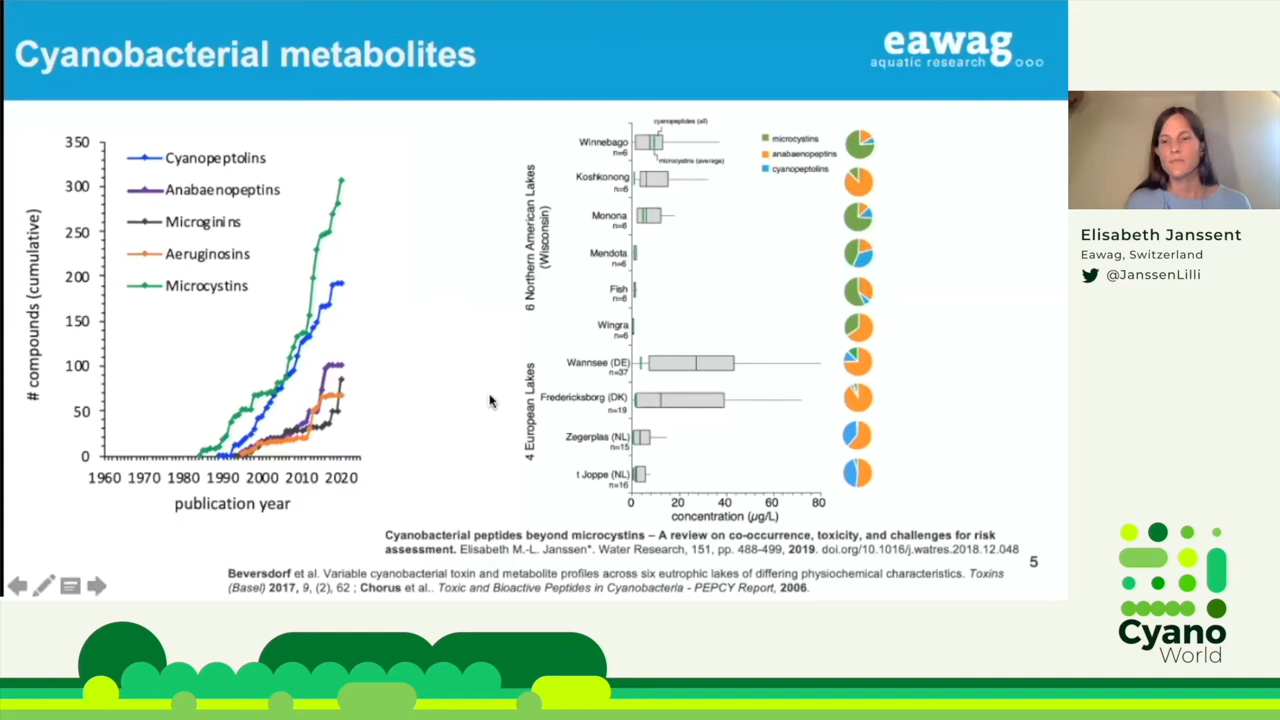 Cyanobacterial metabolites
eawag
aquatic research
350
300
250
200
150
100
50
0
# compounds (cumulative)
Cyanopeptolins
Anabaenopeptins
Microginins
Aeruginosins
Microcystins
1960 1970 1980 1990 2000 2010 2020
publication year
6 Northern American Lakes
(Wisconsin)
4 European Lakes
cyanopeptides (all)
microcystins (average)
Winnebago
n=6
Koshkonong
n=6
Monona
n=6
Mendota
n=6
Fish
n=6
Wingra
n=6
Wannsee (DE)
n=37
Fredericksborg (DK)
n=19
Zegerplas (NL)
n=15
t Joppe (NL)
n=16
0 20 40 60 80
concentration (µg/L)
microcystins
anabaenopeptins
cyanopeptolins
Cyanobacterial peptides beyond microcystins – A review on co-occurrence, toxicity, and challenges for risk
assessment. Elisabeth M.-L. Janssen*. Water Research, 151, pp. 488-499, 2019. doi.org/10.1016/j.watres.2018.12.048
5
Beversdorf et al. Variable cyanobacterial toxin and metabolite profiles across six eutrophic lakes of differing physiochemical characteristics. Toxins
(Basel) 2017, 9, (2), 62 ; Chorus et al.. Toxic and Bioactive Peptides in Cyanobacteria - PEPCY Report, 2006.
Elisabeth Janssent
Eawag, Switzerland
@JanssenLilli
Cyano
World